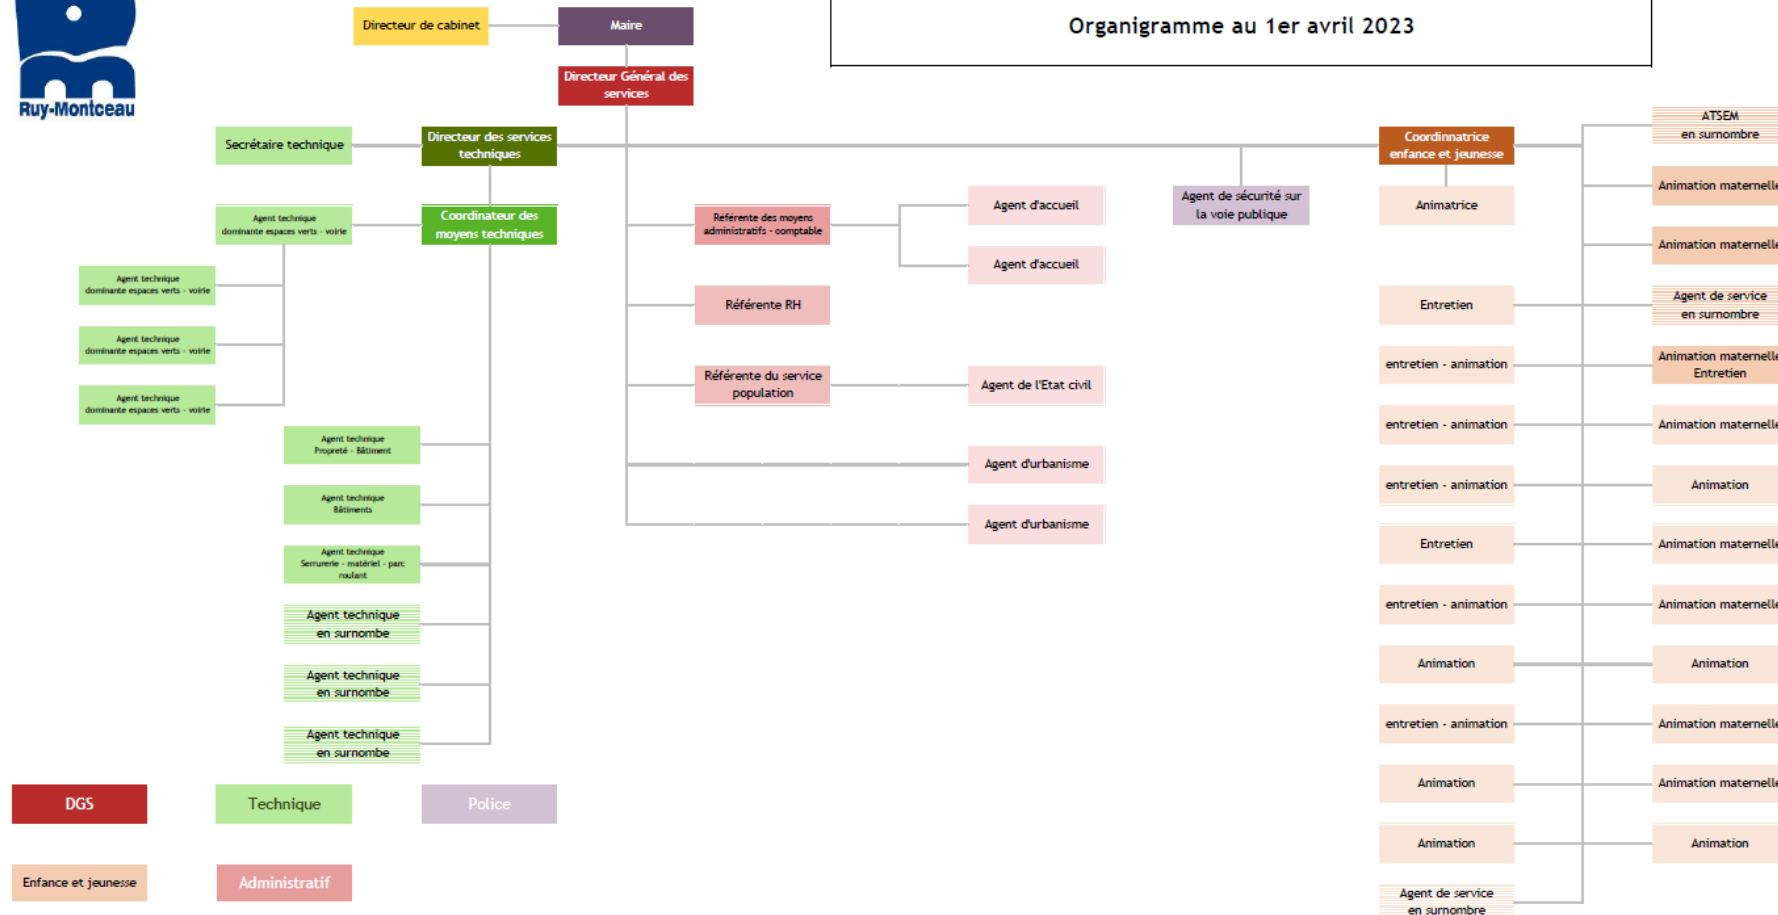 Ruy-Montceau
Directeur de cabinet
Maire
Organigramme au 1er avril 2023
Directeur Général des
services
Secrétaire technique
Directeur des services
techniques
Coordinnatrice
enfance et jeunesse
ATSEM
en surnombre
Agent technique
dominante espaces verts - voirie
Coordinateur des
moyens techniques
Référente des moyens
administratifs - comptable
Agent d'accueil
Agent d'accueil
Agent de sécurité sur
la voie publique
Animatrice
Animation maternelle
Animation maternelle
Agent technique
dominante espaces verts - voirie
Agent technique
dominante espaces verts - voirie
Agent technique
dominante espaces verts - voirie
Référente RH
Entretien
Agent de service
en surnombre
Référente du service
population
Agent de l'Etat civil
entretien - animation
Animation maternelle
Entretien
entretien - animation
Animation maternelle
Agent technique
Propreté - Bâtiment
Agent d'urbanisme
entretien - animation
Animation
Agent technique
Bâtiments
Agent d'urbanisme
Entretien
Animation maternelle
Agent technique
Serrurerie - matériel - parc
roulant
entretien - animation
Animation maternelle
Agent technique
en surnombe
Animation
Animation
Agent technique
en surnombe
entretien - animation
Animation maternelle
Agent technique
en surnombe
Animation
Animation maternelle
Animation
Animation
Agent de service
en surnombre
DGS
Technique
Police
Enfance et jeunesse
Administratif